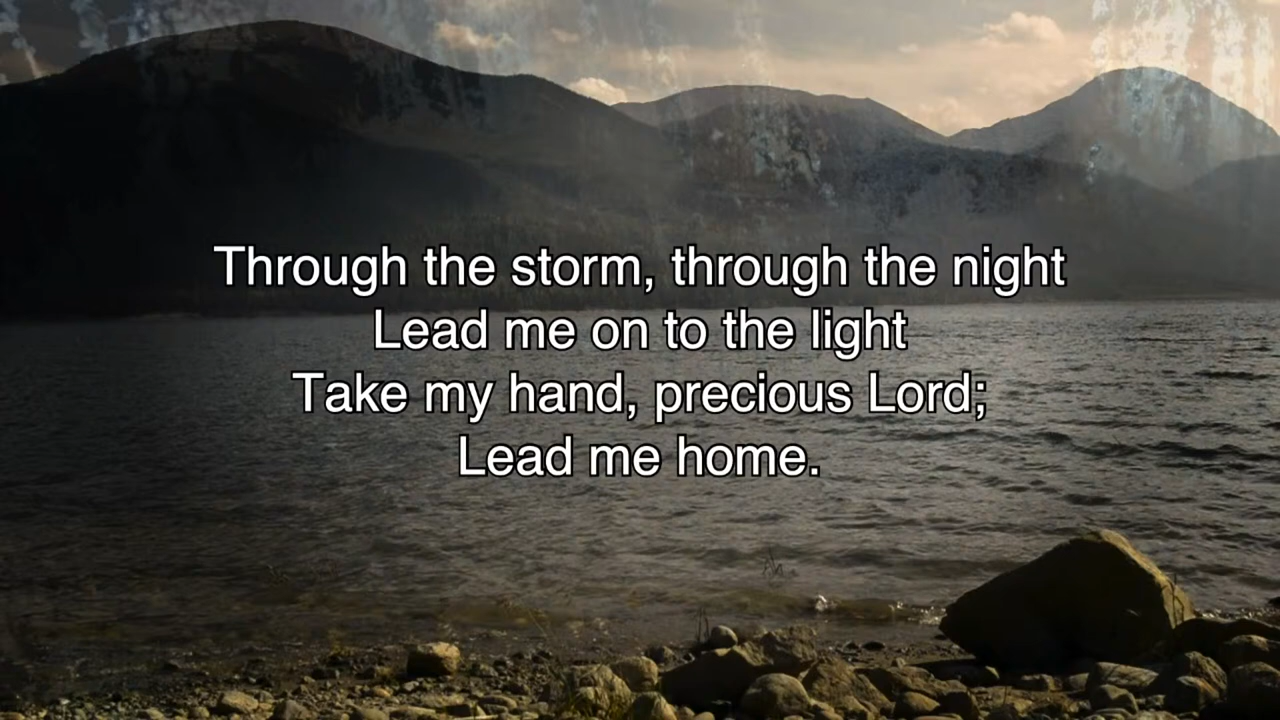 Through the storm, through the night
Lead me on to the light
Take my hand, precious Lord;
Lead me home.